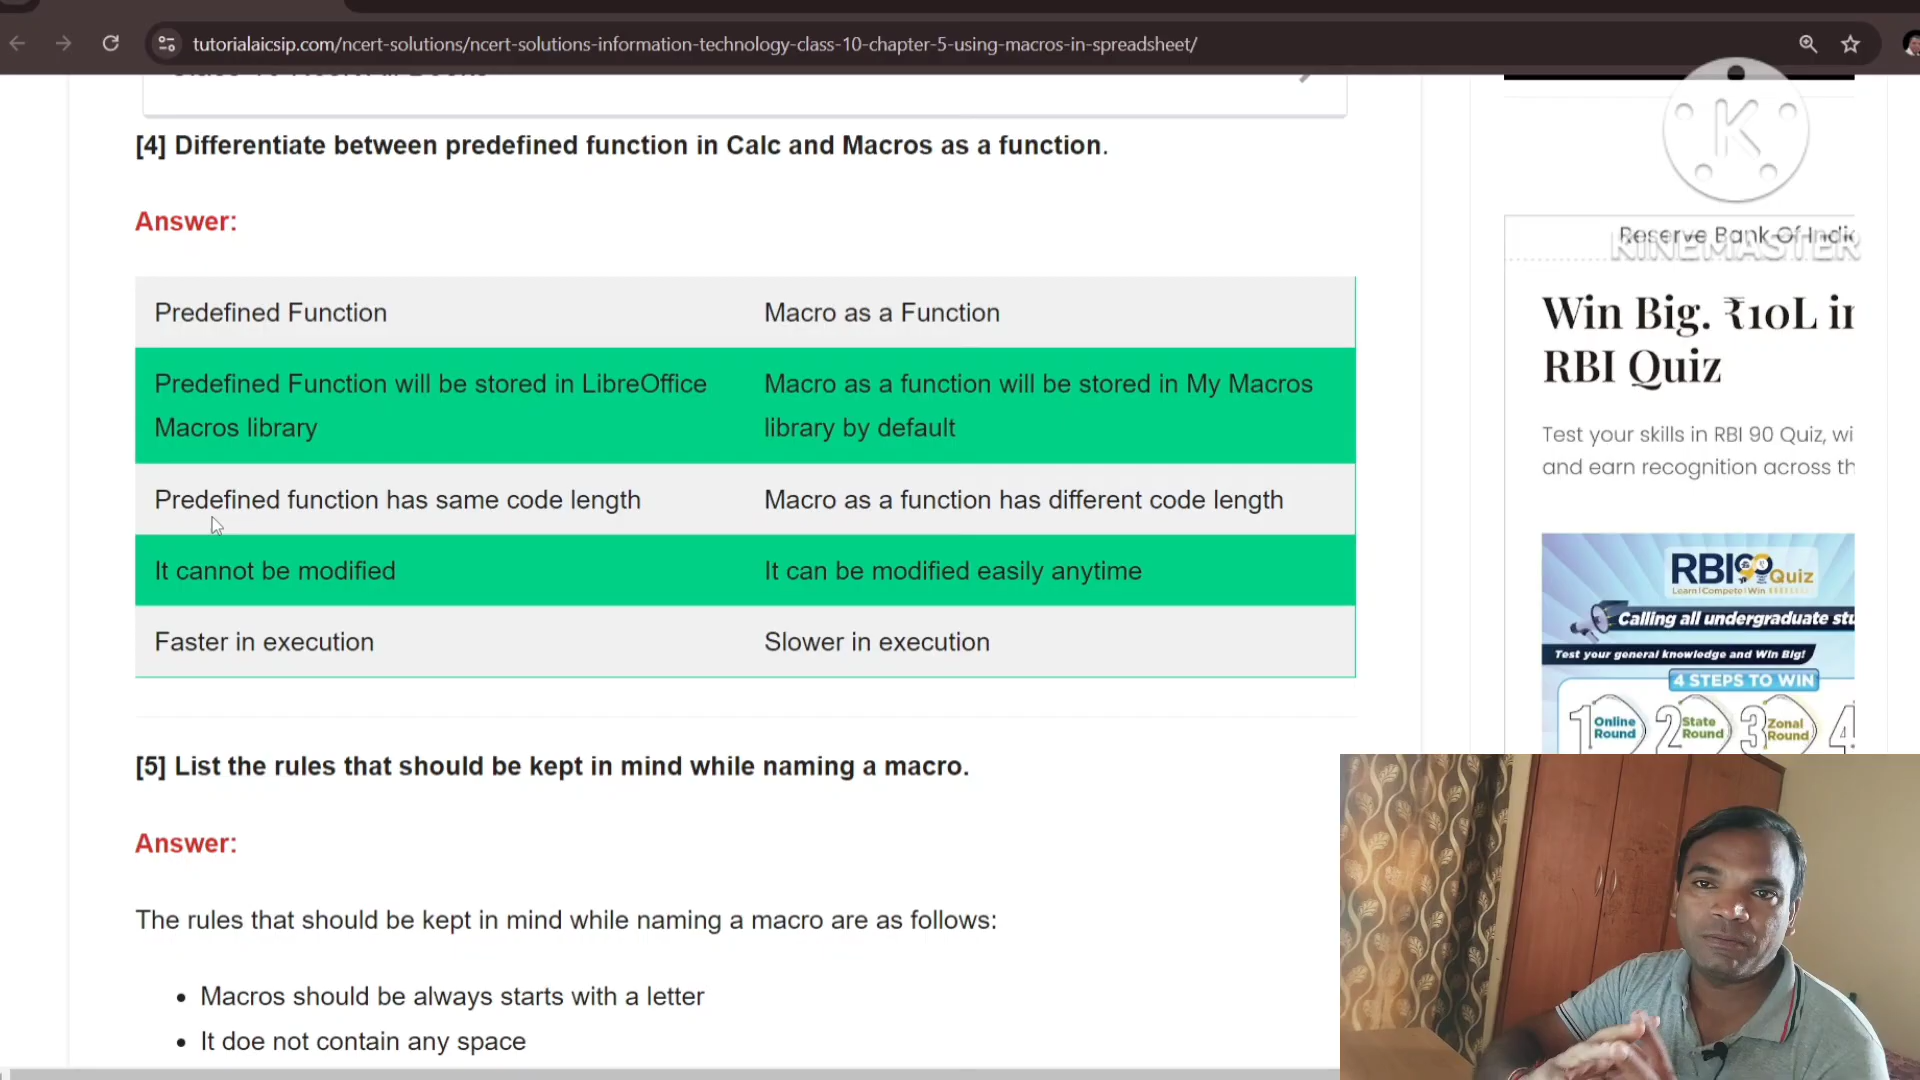 tutorialaicsip.com/ncert-solutions/ncert-solutions-information-technology-class-10-chapter-5-using-macros-in-spreadsheet/
[4] Differentiate between predefined function in Calc and Macros as a function.
Answer:
Predefined Function
Macro as a Function
Predefined Function will be stored in LibreOffice
Macros library
Macro as a function will be stored in My Macros
library by default
Predefined function has same code length
Macro as a function has different code length
It cannot be modified
It can be modified easily anytime
Faster in execution
Slower in execution
[5] List the rules that should be kept in mind while naming a macro.
Answer:
The rules that should be kept in mind while naming a macro are as follows:
• Macros should be always starts with a letter
• It doe not contain any space
K
KINEMASTER
Reserve Bank Of Indi
Win Big. ₹10L in
RBI Quiz
Test your skills in RBI 90 Quiz, wi
and earn recognition across th
RBI90 Quiz
Learn | Compete | Win
Calling all undergraduate stu
Test your general knowledge and Win Big!
4 STEPS TO WIN
1 Online
Round
2 State
Round
3 Zonal
Round
4